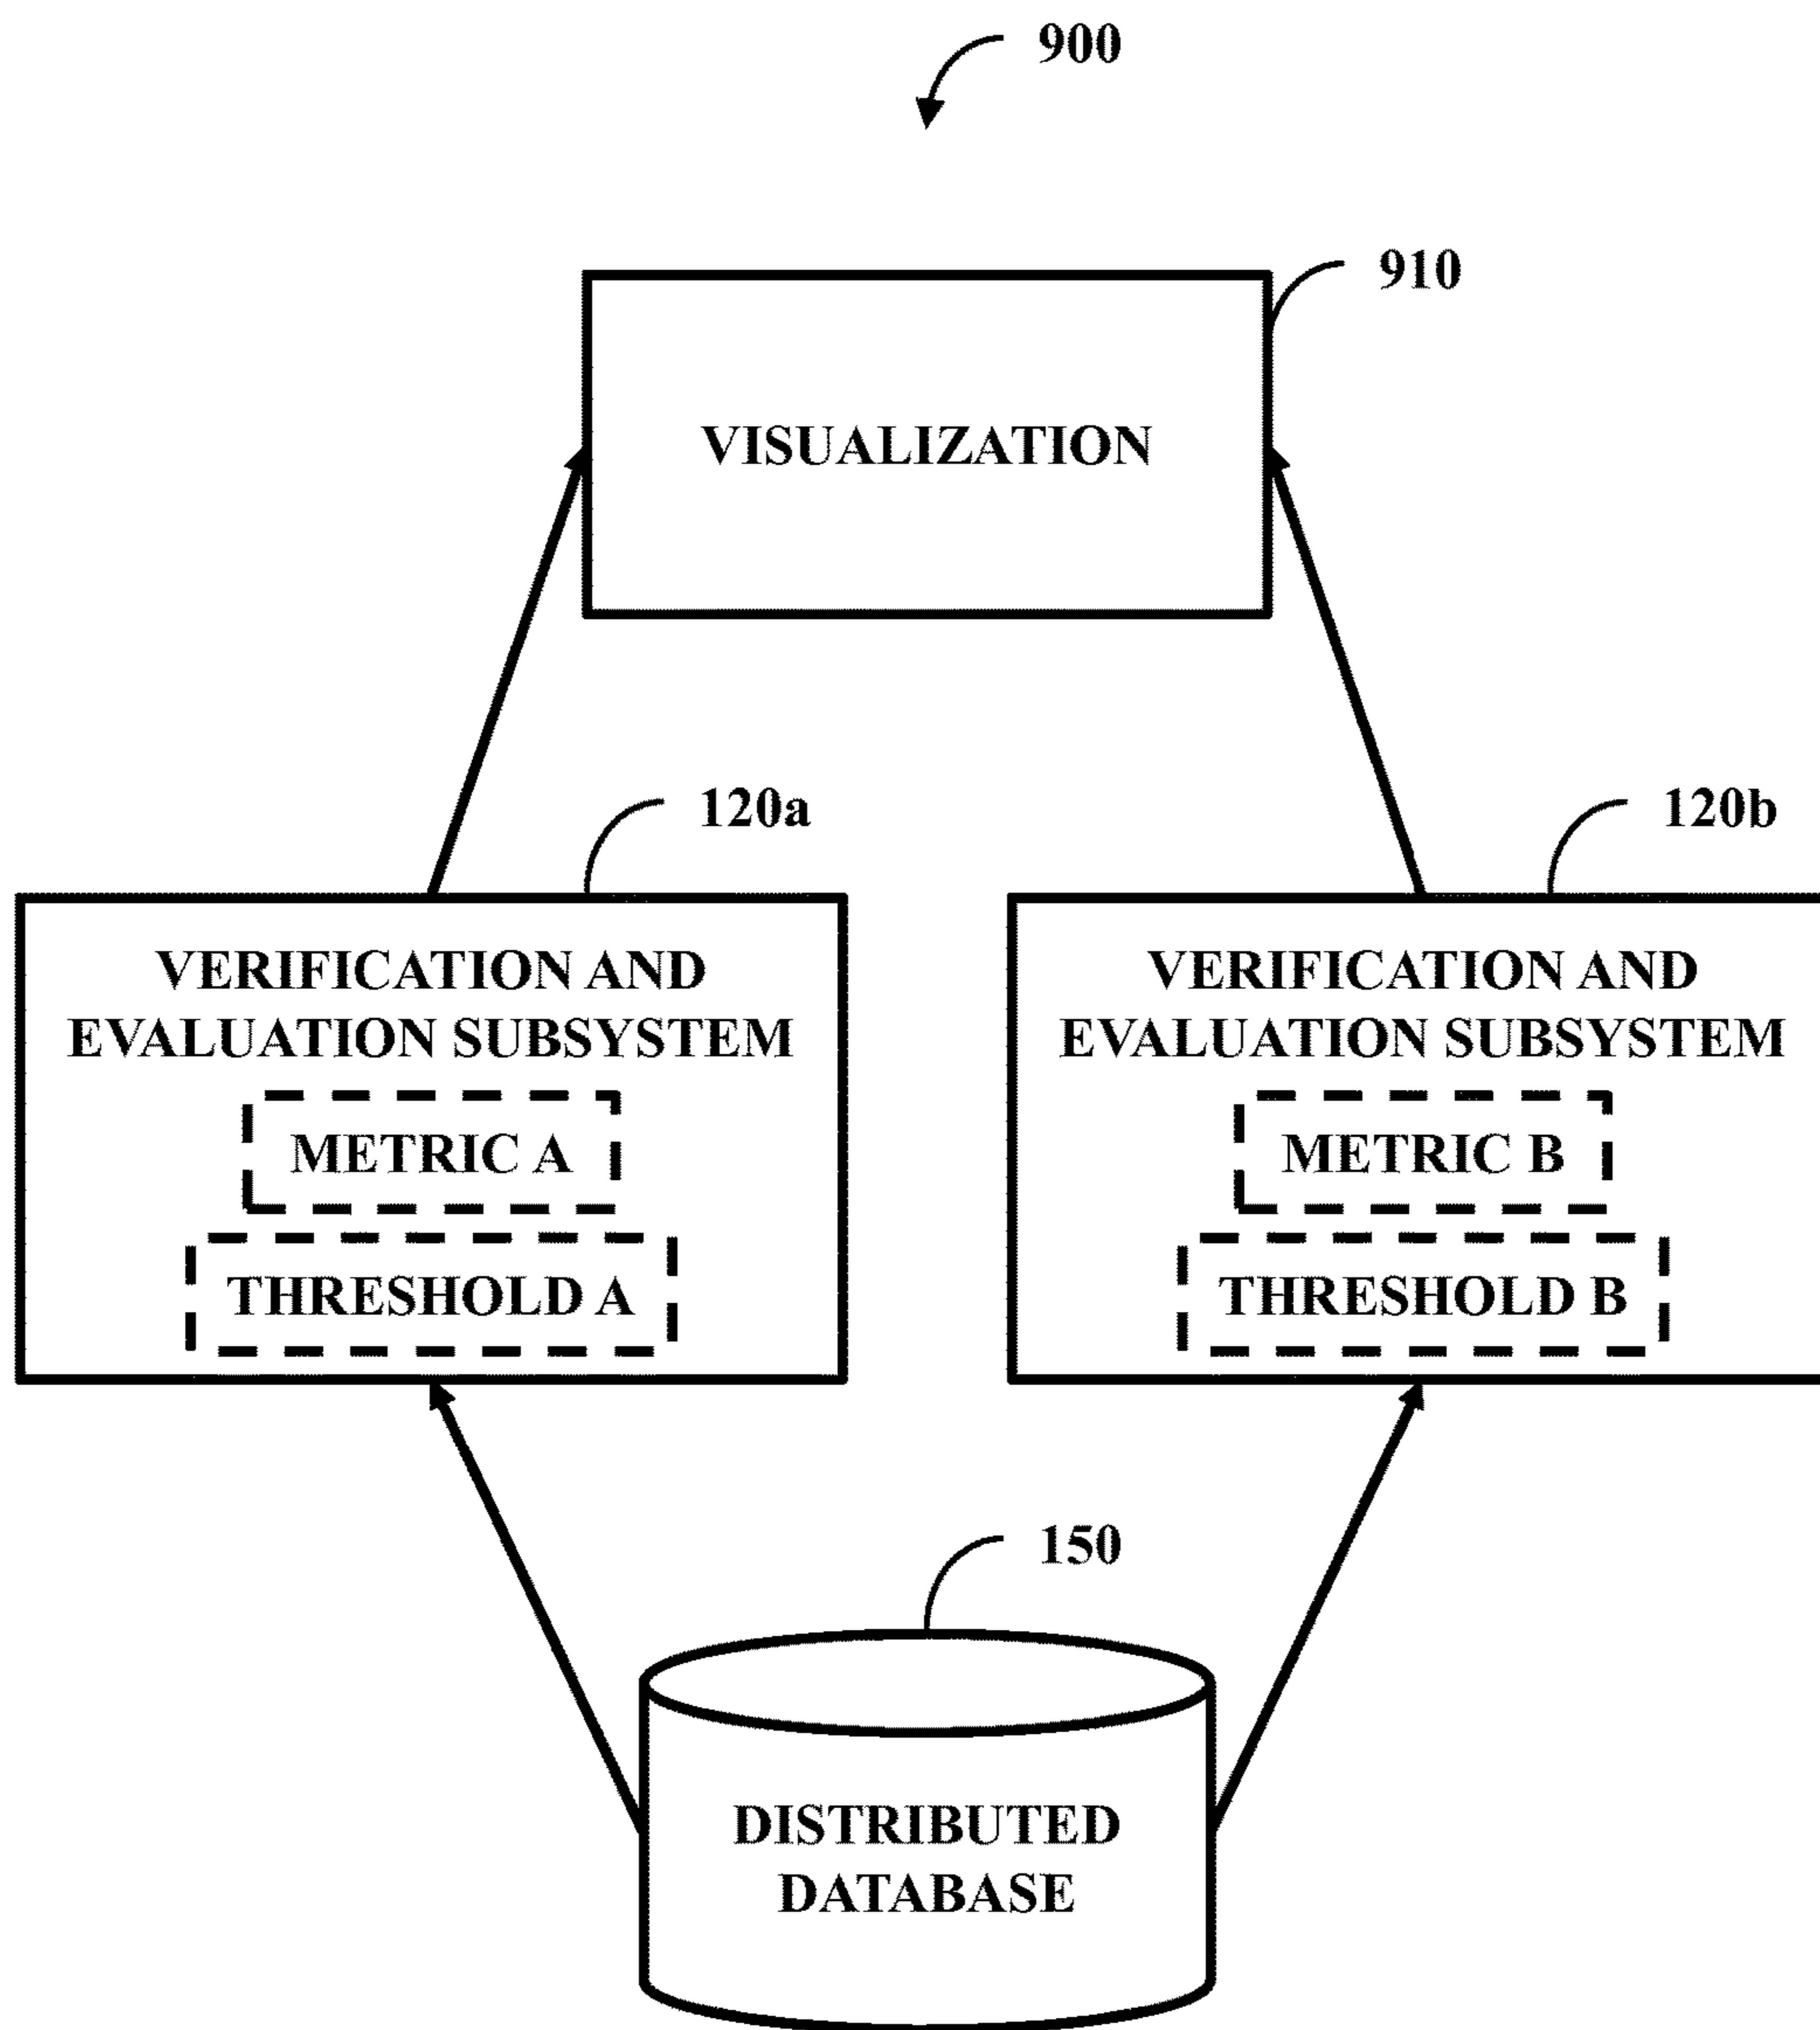 900
910
VISUALIZATION
120a
120b
VERIFICATION AND
EVALUATION SUBSYSTEM
METRIC A
THRESHOLD A
VERIFICATION AND
EVALUATION SUBSYSTEM
METRIC B
THRESHOLD B
150
DISTRIBUTED
DATABASE